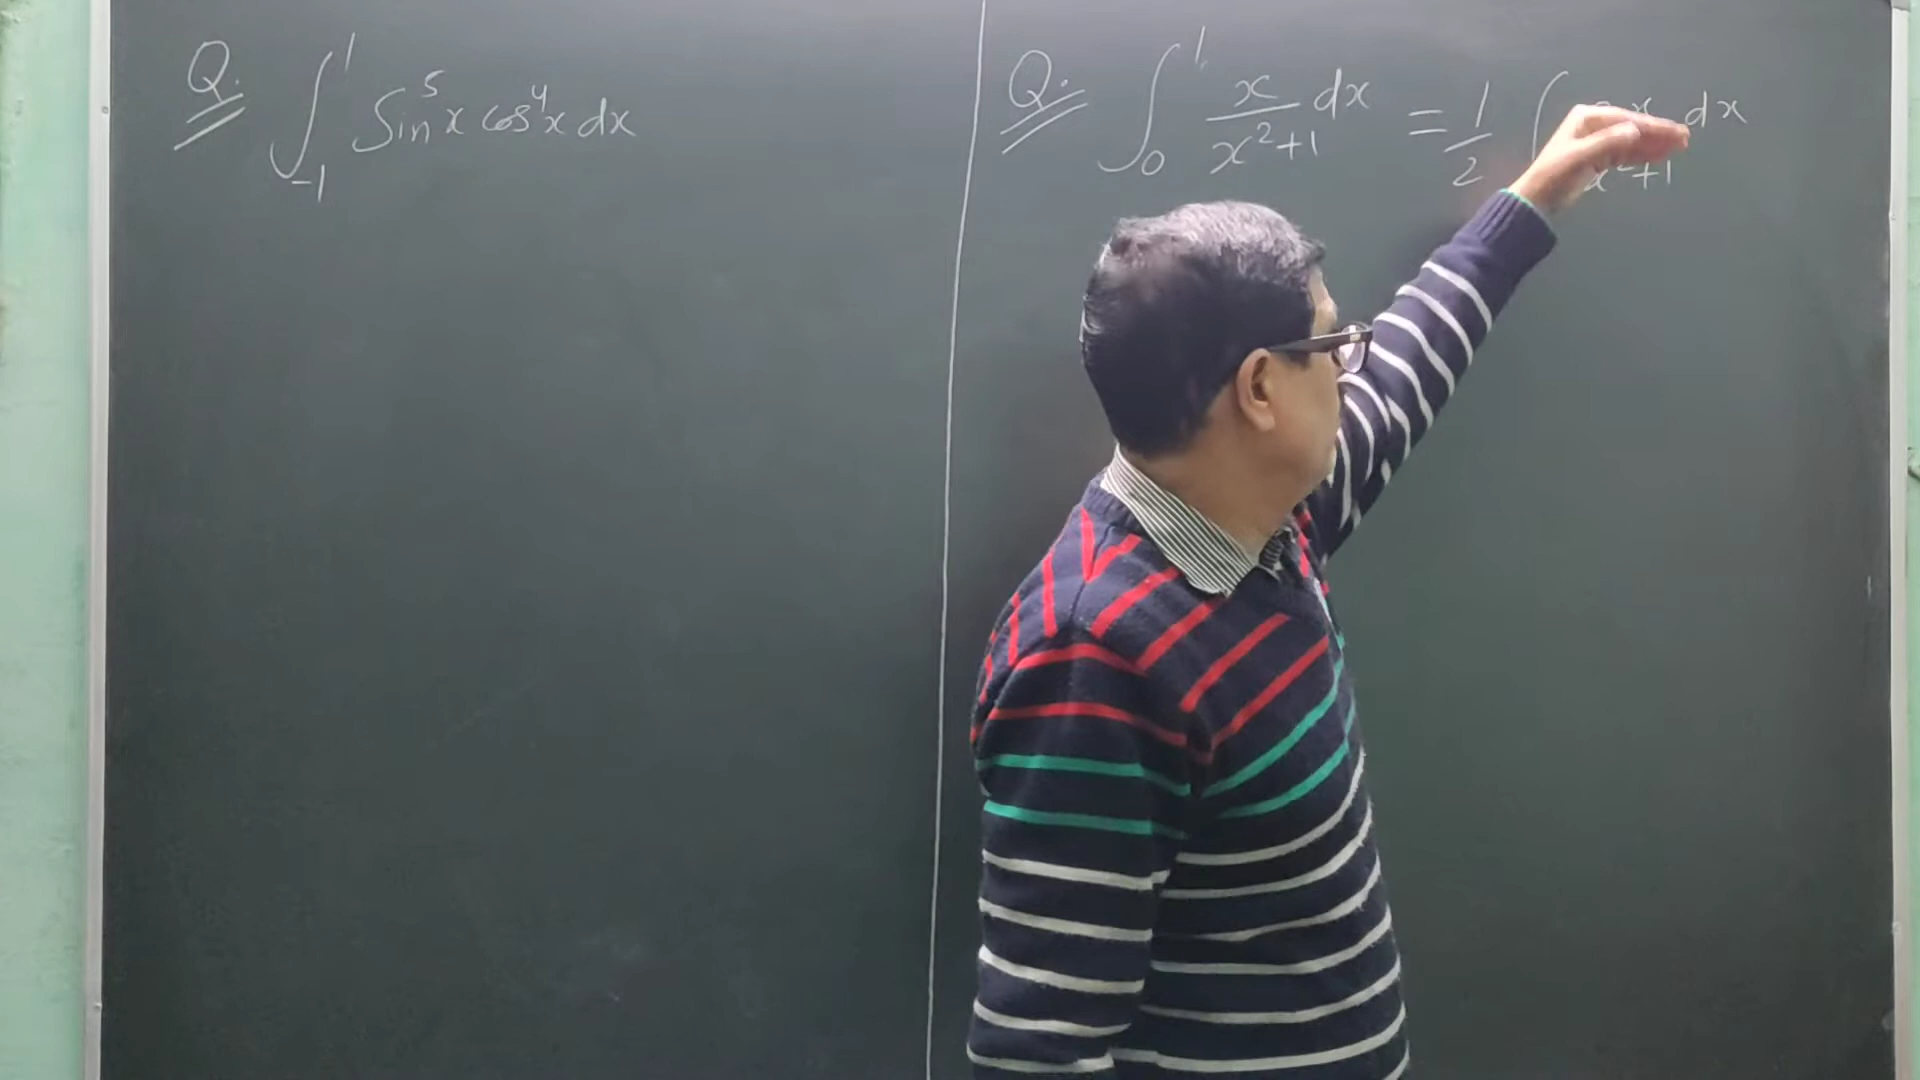 Q. ∫₋₁¹ Sin⁵x cos⁴x dx
Q. ∫₀¹ x/(x²+1) dx = 1/2 ∫ x/(x²+1) dx